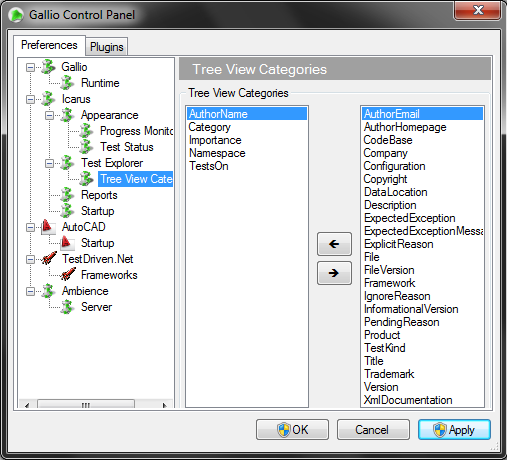 Gallio Control Panel
Preferences
Plugins
Gallio
Runtime
Icarus
Appearance
Progress Monito
Test Status
Test Explorer
Tree View Cate
Reports
Startup
AutoCAD
Startup
TestDriven.Net
Frameworks
Ambience
Server
Tree View Categories
Tree View Categories
AuthorName
Category
Importance
Namespace
TestsOn
AuthorEmail
AuthorHomepage
CodeBase
Company
Configuration
Copyright
DataLocation
Description
ExpectedException
ExpectedExceptionMessa
ExplicitReason
File
FileVersion
Framework
IgnoreReason
InformationalVersion
PendingReason
Product
TestKind
Title
Trademark
Version
XmlDocumentation
OK
Cancel
Apply